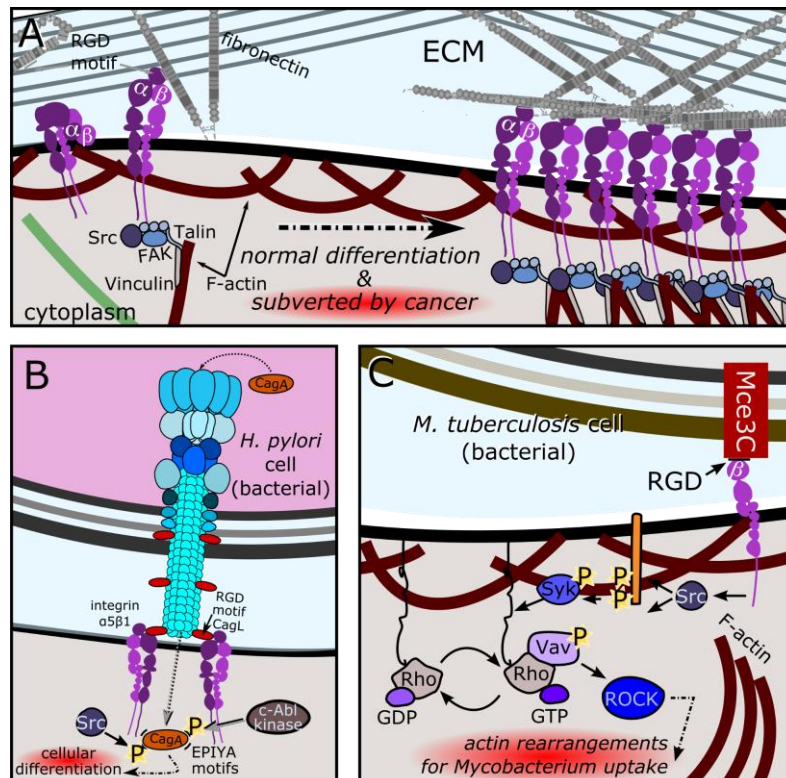 A
RGD
motif
fibronectin
ECM
α β
α β
α β
Src
FAK
Talin
Vinculin
F-actin
normal differentiation
&
subverted by cancer
cytoplasm
B
CagA
H. pylori
cell
(bacterial)
integrin
α5β1
RGD
motif
CagL
Src
P
CagA
P
c-Abl
kinase
EPIYA
motifs
cellular
differentiation
C
Mce3C
M. tuberculosis cell
(bacterial)
RGD
β
Syk
P
P
P
P
Src
F-actin
Rho
GDP
Rho
GTP
Vav
P
ROCK
actin rearrangements
for Mycobacterium uptake